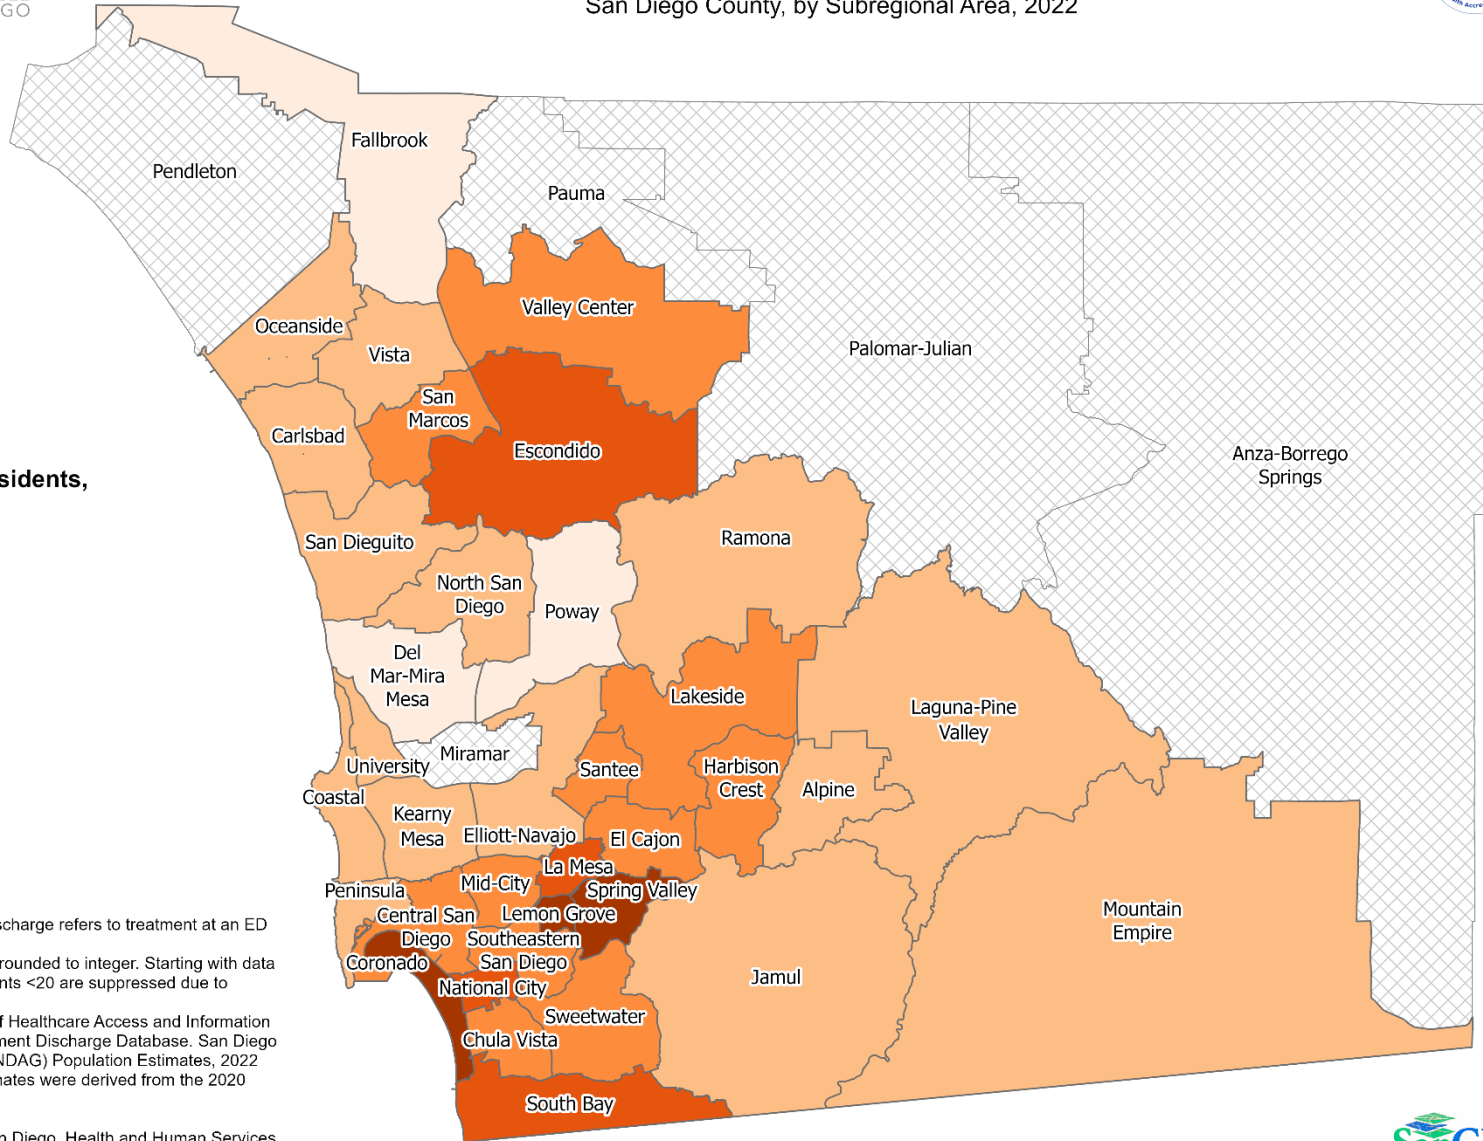 GO
San Diego County, by Subregional Area, 2022
Fallbrook
Pendleton
Pauma
Valley Center
Oceanside
Vista
Palomar-Julian
San
Marcos
Carlsbad
Escondido
Anza-Borrego
Springs
sidents,
San Dieguito
Ramona
North San
Diego
Poway
Del
Mar-Mira
Mesa
Lakeside
Laguna-Pine
Valley
Miramar
University
Santee
Harbison
Crest
Alpine
Coastal
Kearny
Mesa
Elliott-Navajo
El Cajon
La Mesa
Mid-City
Spring Valley
Peninsula
Central San
Diego
Lemon Grove
Mountain
Empire
Southeastern
San Diego
Coronado
National City
Jamul
Sweetwater
Chula Vista
South Bay
scharge refers to treatment at an ED
rounded to integer. Starting with data
nts <20 are suppressed due to
f Healthcare Access and Information
ment Discharge Database. San Diego
NDAG) Population Estimates, 2022
mates were derived from the 2020
n Diego, Health and Human Services